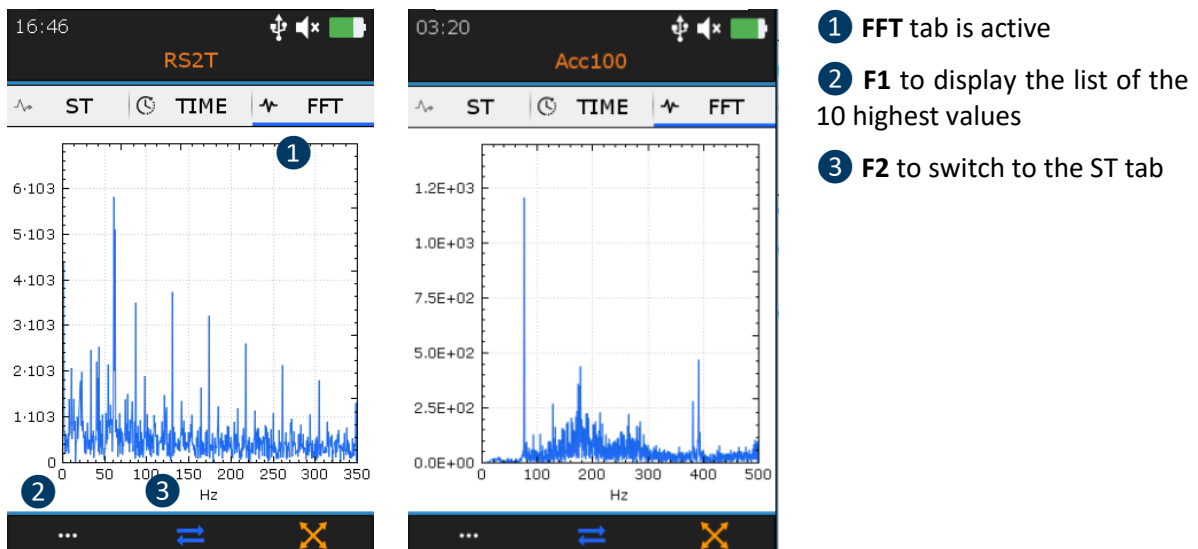 16:46
RS2T
ST TIME FFT
1
6·103
5·103
4·103
3·103
2·103
1·103
0
0 50 100 150 200 250 300 350
Hz
2
3
...
03:20
Acc100
ST TIME FFT
1.2E+03
1.0E+03
7.5E+02
5.0E+02
2.5E+02
0.0E+00
0 100 200 300 400 500
Hz
...
1 FFT tab is active
2 F1 to display the list of the
10 highest values
3 F2 to switch to the ST tab